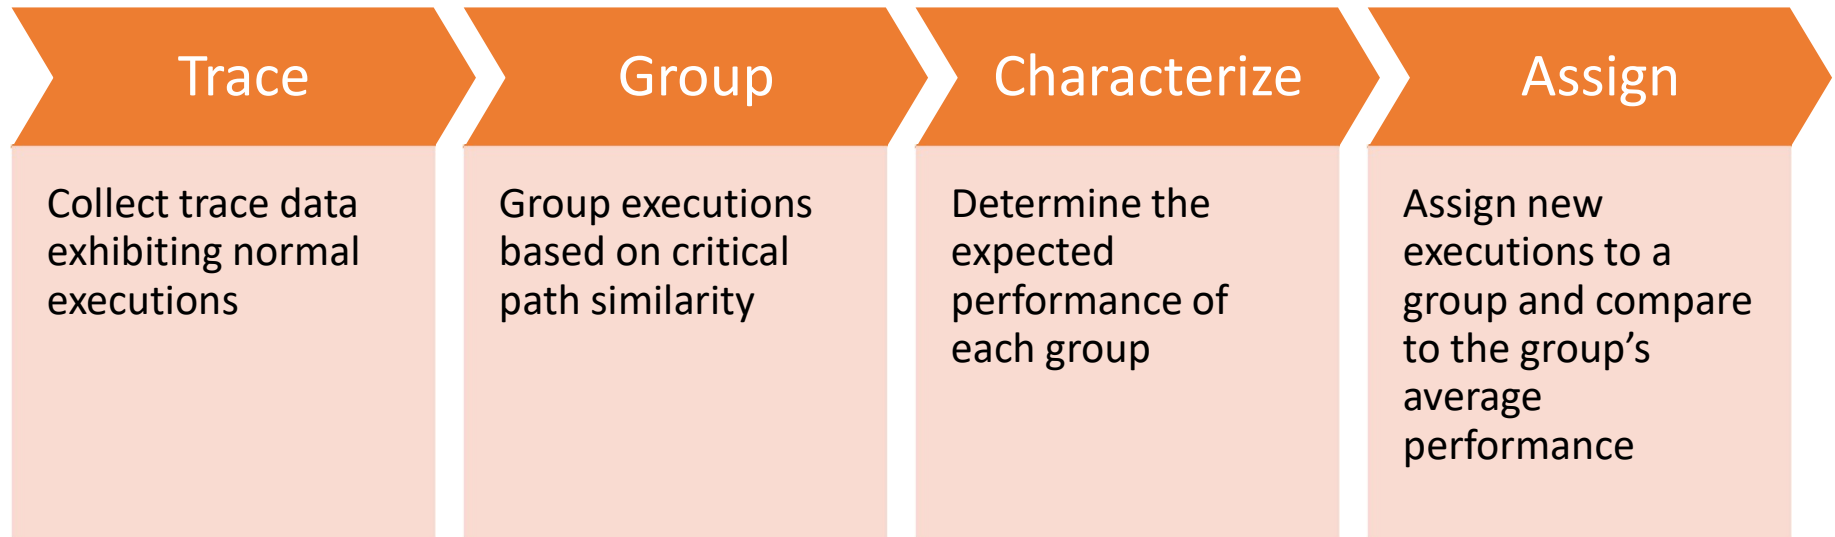 Trace
Collect trace data
exhibiting normal
executions
Group
Group executions
based on critical
path similarity
Characterize
Determine the
expected
performance of
each group
Assign
Assign new
executions to a
group and compare
to the group’s
average
performance